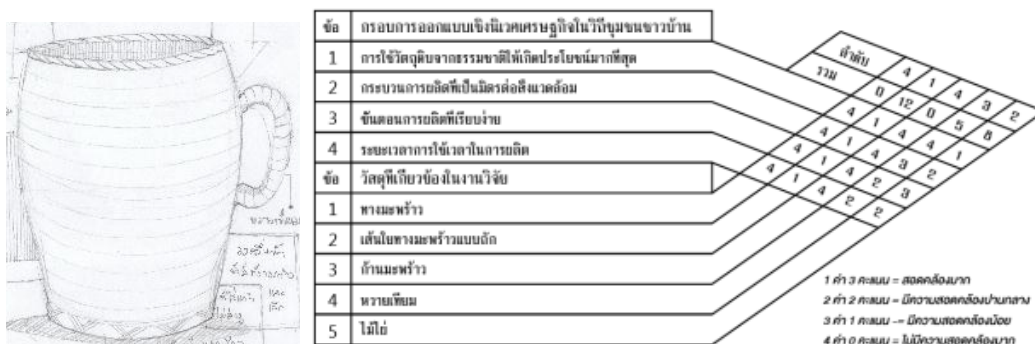 ข้อ กรอบการออกแบบเชิงนิเวศเศรษฐกิจในวิถีชุมชนชาวบ้าน
1 การใช้วัตถุดิบจากธรรมชาติให้เกิดประโยชน์มากที่สุด
2 กระบวนการผลิตที่เป็นมิตรต่อสิ่งแวดล้อม
3 ขั้นตอนการผลิตที่เรียบง่าย
4 ระยะเวลาการใช้เวลาในการผลิต
ข้อ วัสดุที่เกี่ยวข้องในงานวิจัย
1 ทางมะพร้าว
2 เส้นใยทางมะพร้าวแบบถัก
3 ก้านมะพร้าว
4 หวายเทียม
5 ไม้ไผ่
ลำดับ 4 1 4 3 2
รวม 0 12 0 5 8
4 1 4 4 1
4 1 4 3 2
4 1 4 2 3
4 1 4 2 2
1 ค่า 3 คะแนน = สอดคล้องมาก
2 ค่า 2 คะแนน = มีความสอดคล้องปานกลาง
3 ค่า 1 คะแนน -= มีความสอดคล้องน้อย
4 ค่า 0 คะแนน = ไม่มีความสอดคล้องมาก